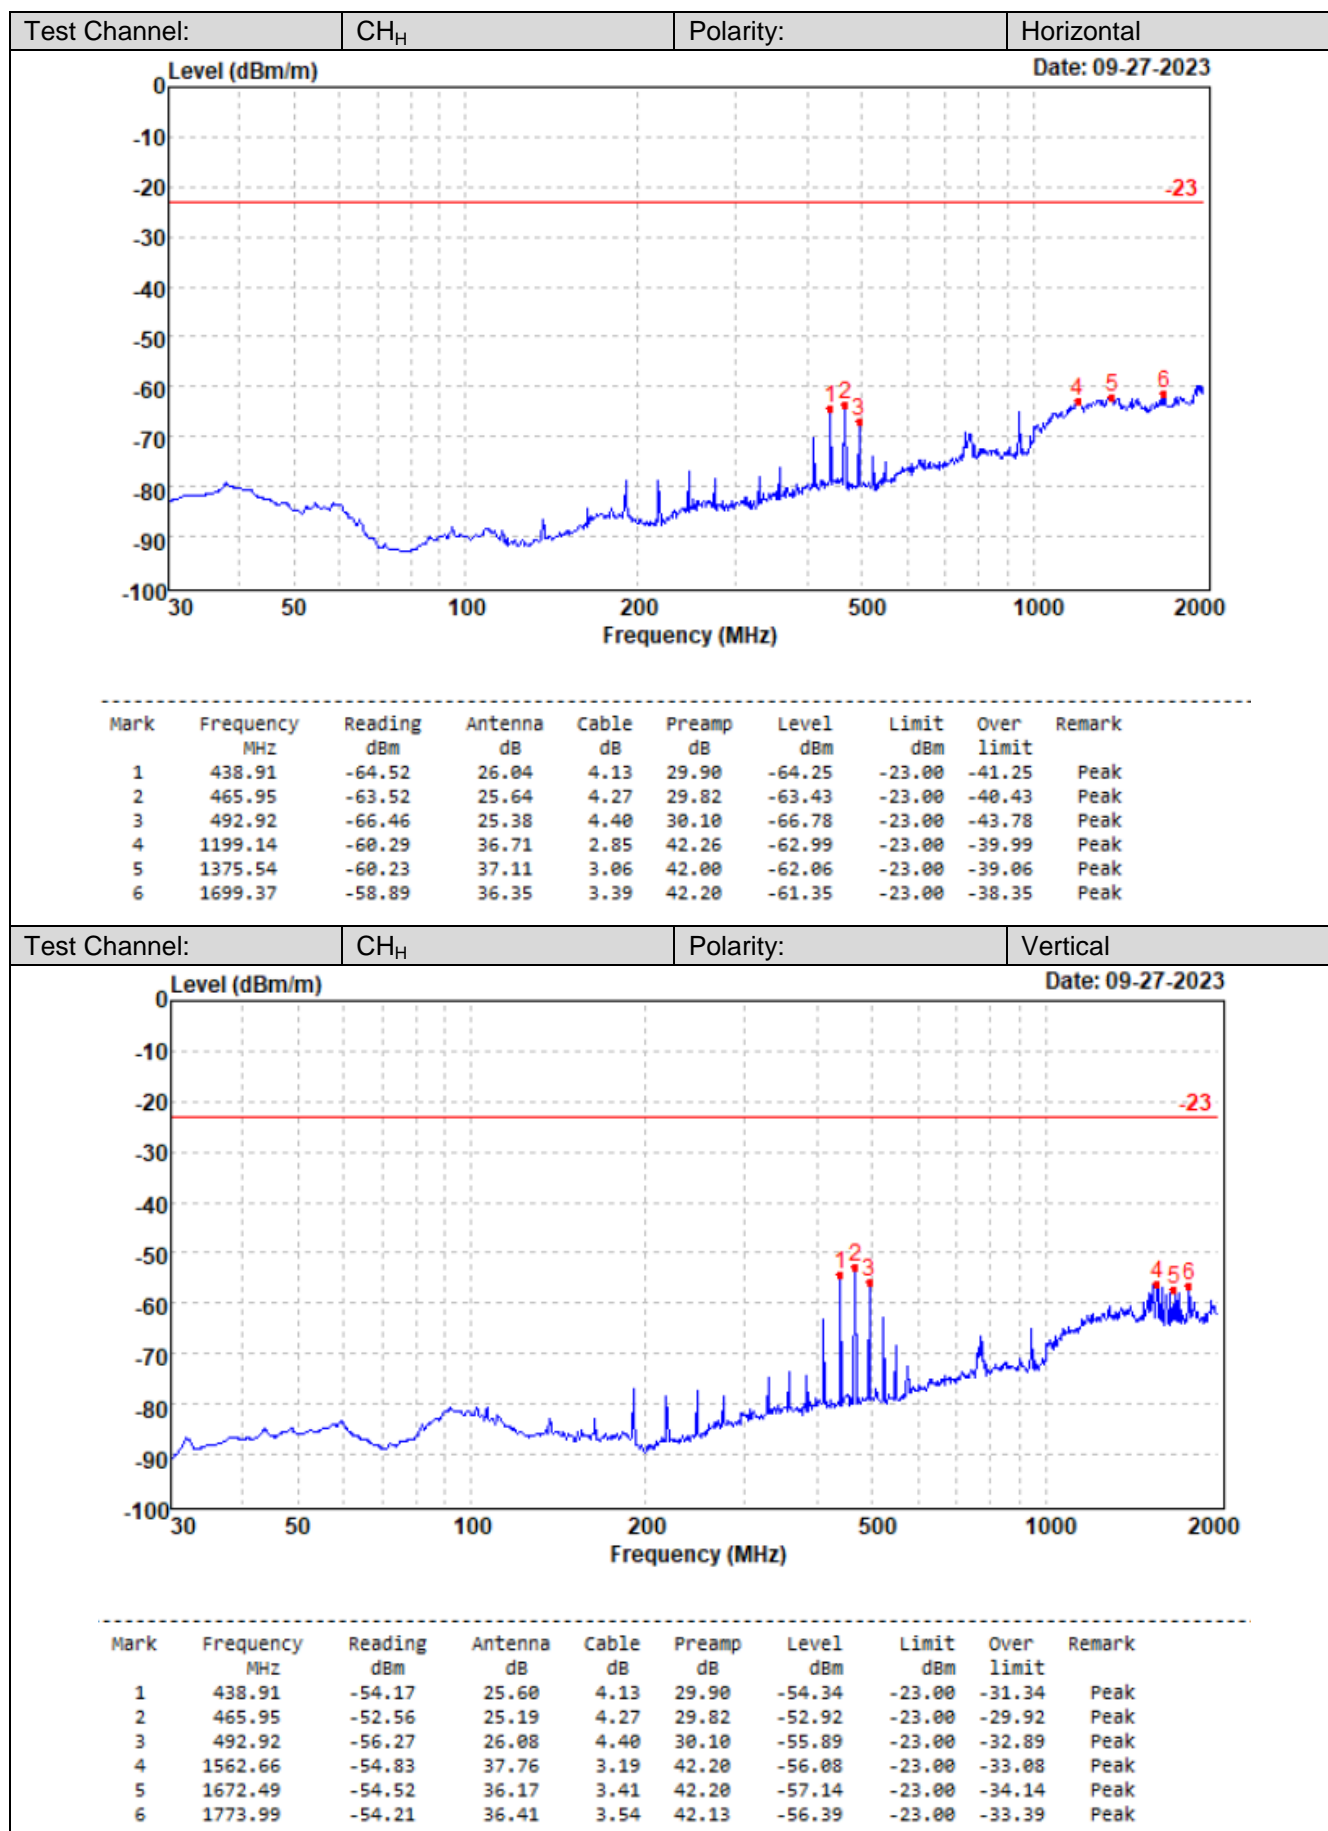 Test Channel: CHH Polarity: Horizontal
Level (dBm/m) Date: 09-27-2023
0
-10
-20
-23
-30
-40
-50
-60
1 2 3 4 5 6
-70
-80
-90
-100
30 50 100 200 500 1000 2000
Frequency (MHz)
Mark Frequency Reading Antenna Cable Preamp Level Limit Over Remark
MHz dBm dB dB dB dBm dBm limit
1 438.91 -64.52 26.04 4.13 29.90 -64.25 -23.00 -41.25 Peak
2 465.95 -63.52 25.64 4.27 29.82 -63.43 -23.00 -40.43 Peak
3 492.92 -66.46 25.38 4.40 30.10 -66.78 -23.00 -43.78 Peak
4 1199.14 -60.29 36.71 2.85 42.26 -62.99 -23.00 -39.99 Peak
5 1375.54 -60.23 37.11 3.06 42.00 -62.06 -23.00 -39.06 Peak
6 1699.37 -58.89 36.35 3.39 42.20 -61.35 -23.00 -38.35 Peak
Test Channel: CHH Polarity: Vertical
Level (dBm/m) Date: 09-27-2023
0
-10
-20
-23
-30
-40
-50
1 2 3 4 5 6
-60
-70
-80
-90
-100
30 50 100 200 500 1000 2000
Frequency (MHz)
Mark Frequency Reading Antenna Cable Preamp Level Limit Over Remark
MHz dBm dB dB dB dBm dBm limit
1 438.91 -54.17 25.60 4.13 29.90 -54.34 -23.00 -31.34 Peak
2 465.95 -52.56 25.19 4.27 29.82 -52.92 -23.00 -29.92 Peak
3 492.92 -56.27 26.08 4.40 30.10 -55.89 -23.00 -32.89 Peak
4 1562.66 -54.83 37.76 3.19 42.20 -56.08 -23.00 -33.08 Peak
5 1672.49 -54.52 36.17 3.41 42.20 -57.14 -23.00 -34.14 Peak
6 1773.99 -54.21 36.41 3.54 42.13 -56.39 -23.00 -33.39 Peak